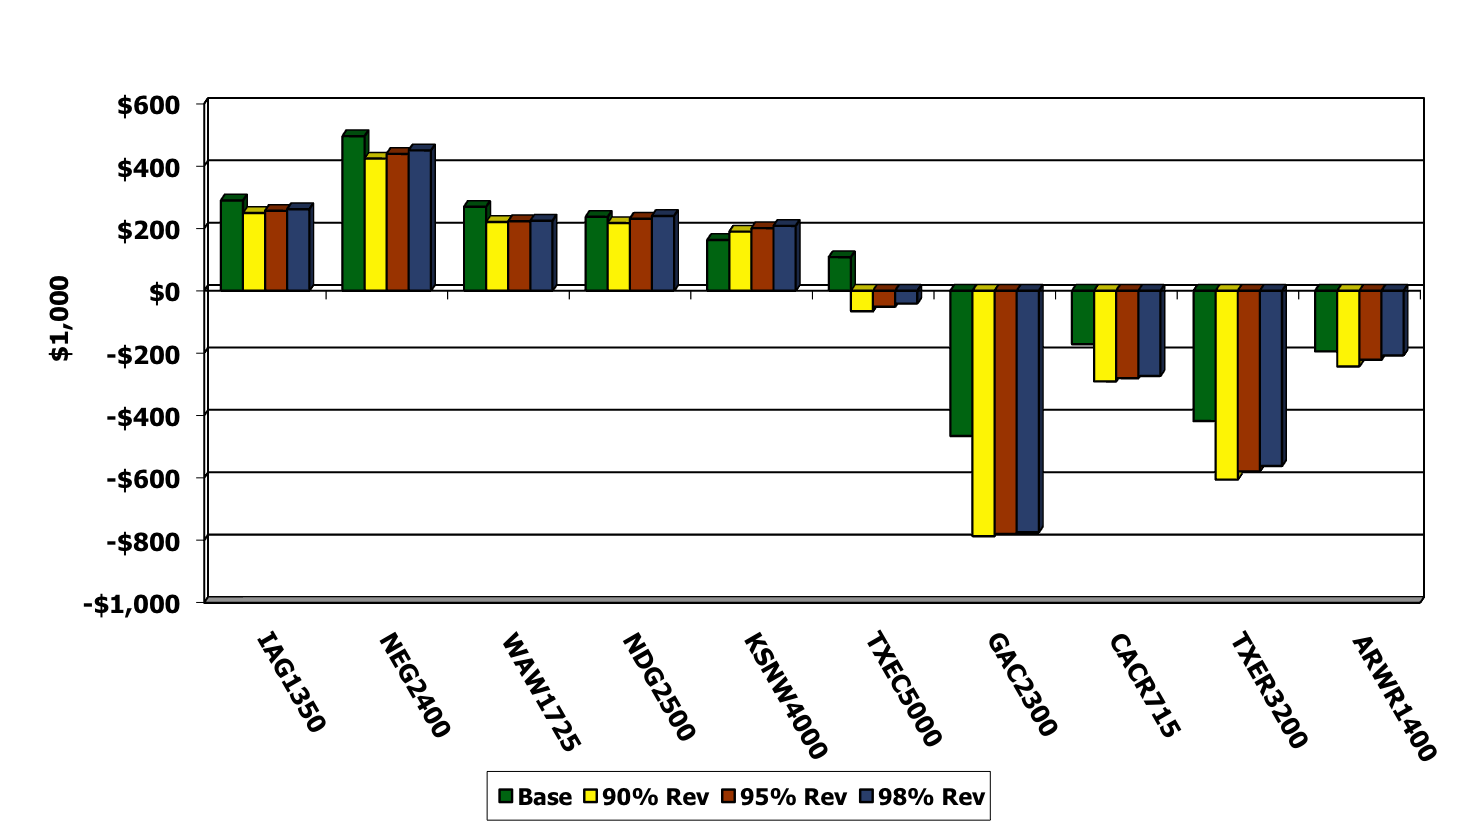 $600
$400
$200
$0
-$200
-$400
-$600
-$800
-$1,000
$1,000
IAG1350
NEG2400
WAW1725
NDG2500
KSNW4000
TXEC5000
GAC2300
CACR715
TXER3200
ARWR1400
Base 90% Rev 95% Rev 98% Rev